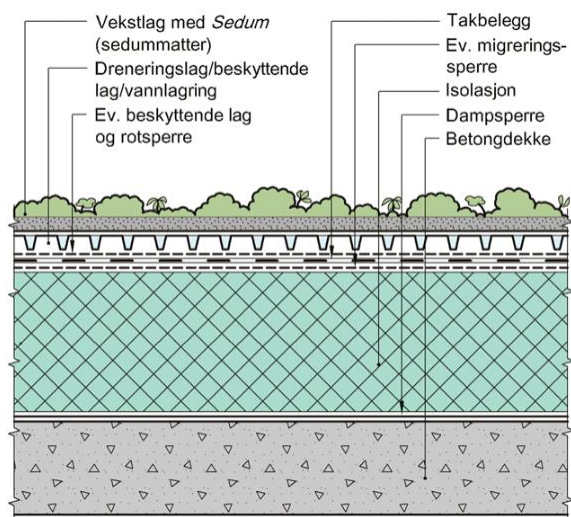 Vekstlag med Sedum
(sedummatter)
Dreneringslag/beskyttende
lag/vannlagring
Ev. beskyttende lag
og rotsperre
Takbelegg
Ev. migrerings-
sperre
Isolasjon
Dampsperre
Betongdekke